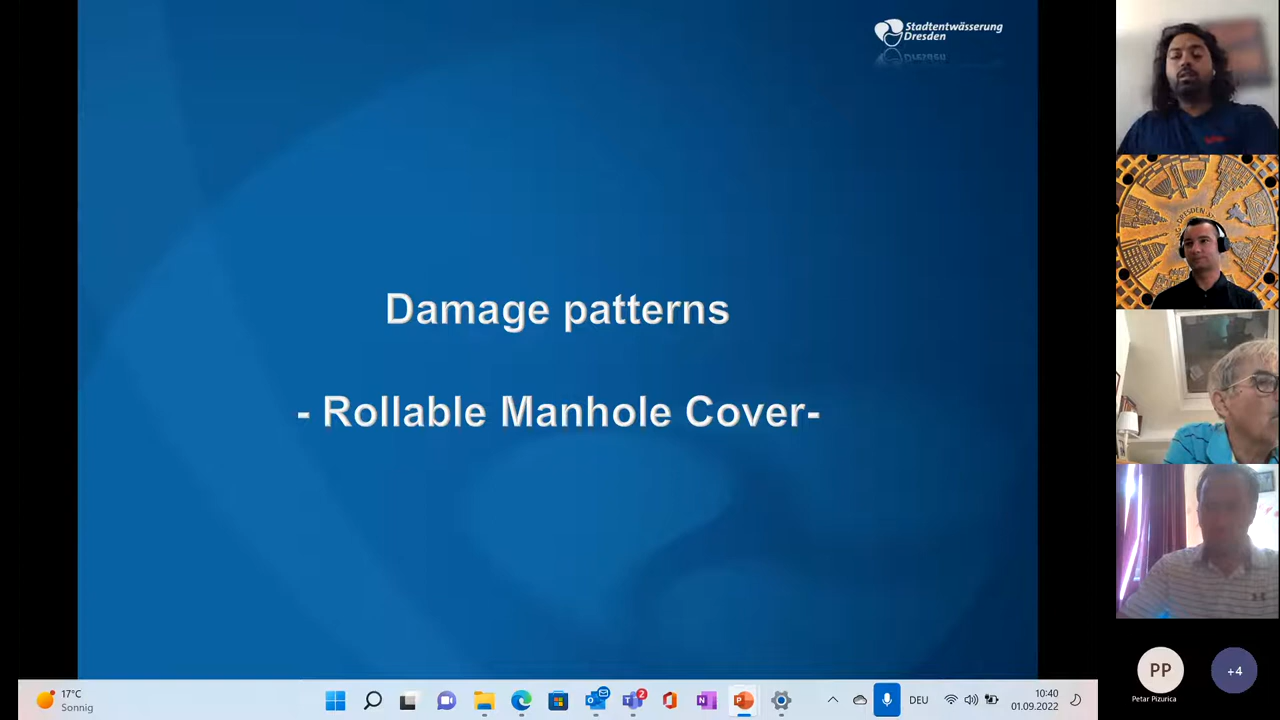 Stadtentwässerung
Dresden
Damage patterns
- Rollable Manhole Cover-
PP
Petar Pizurica
+4
17°C
Sonnig
2
DEU
10:40
01.09.2022